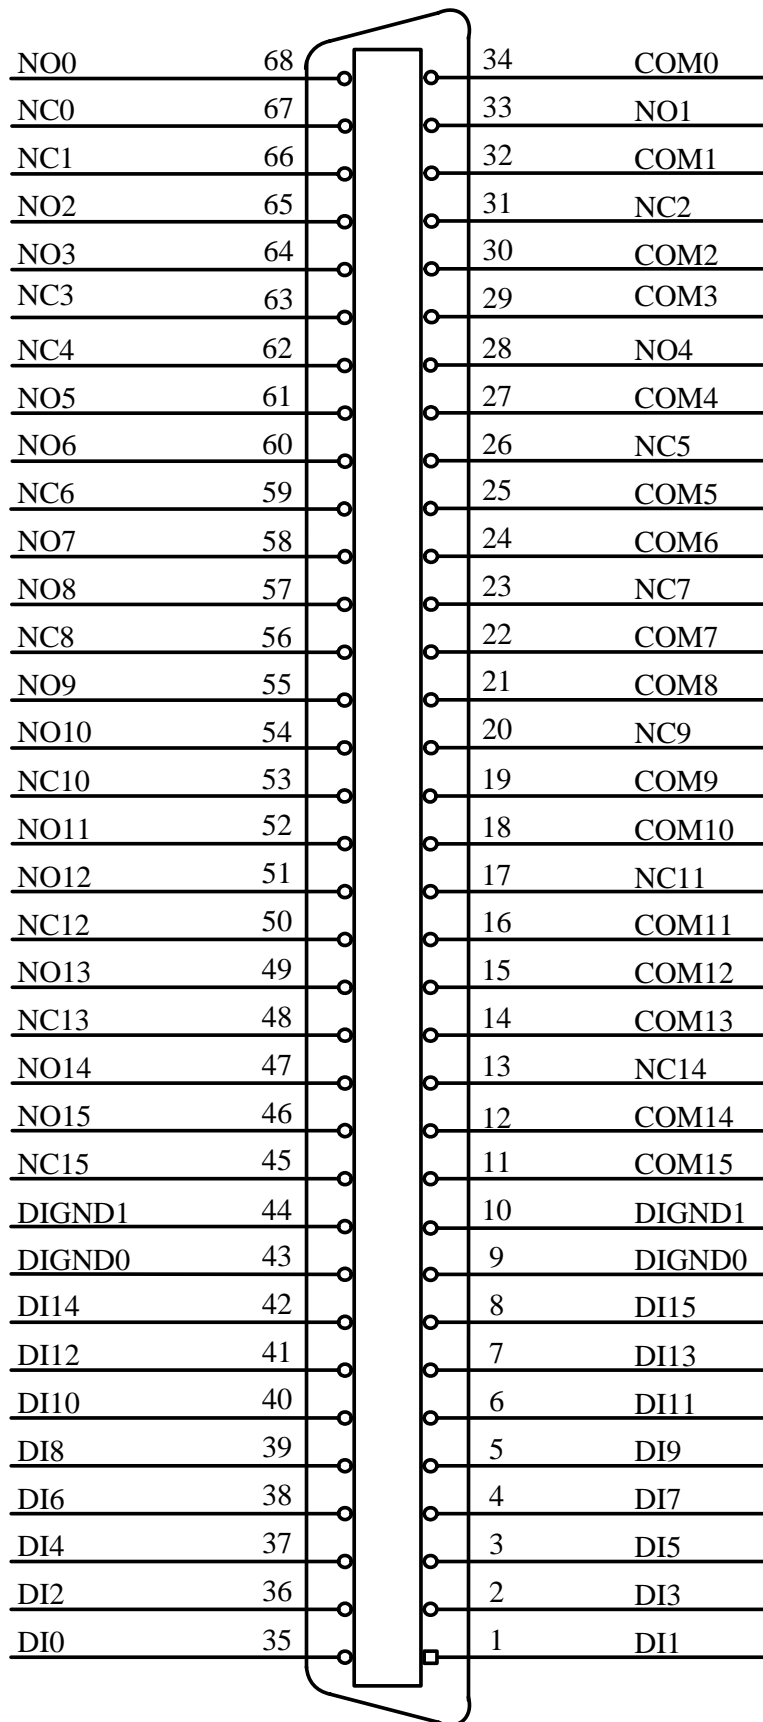 NO0 68 34 COM0
NC0 67 33 NO1
NC1 66 32 COM1
NO2 65 31 NC2
NO3 64 30 COM2
NC3 63 29 COM3
NC4 62 28 NO4
NO5 61 27 COM4
NO6 60 26 NC5
NC6 59 25 COM5
NO7 58 24 COM6
NO8 57 23 NC7
NC8 56 22 COM7
NO9 55 21 COM8
NO10 54 20 NC9
NC10 53 19 COM9
NO11 52 18 COM10
NO12 51 17 NC11
NC12 50 16 COM11
NO13 49 15 COM12
NC13 48 14 COM13
NO14 47 13 NC14
NO15 46 12 COM14
NC15 45 11 COM15
DIGND1 44 10 DIGND1
DIGND0 43 9 DIGND0
DI14 42 8 DI15
DI12 41 7 DI13
DI10 40 6 DI11
DI8 39 5 DI9
DI6 38 4 DI7
DI4 37 3 DI5
DI2 36 2 DI3
DI0 35 1 DI1